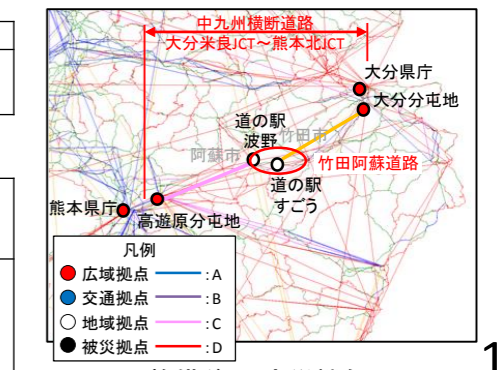 中九州横断道路
大分米良JCT～熊本北JCT
大分県庁
大分分屯地
道の駅
波野
竹田市
阿蘇市
竹田阿蘇道路
道の駅
すごう
熊本県庁
高遊原分屯地
凡例
広域拠点 :A
交通拠点 :B
地域拠点 :C
被災拠点 :D
1